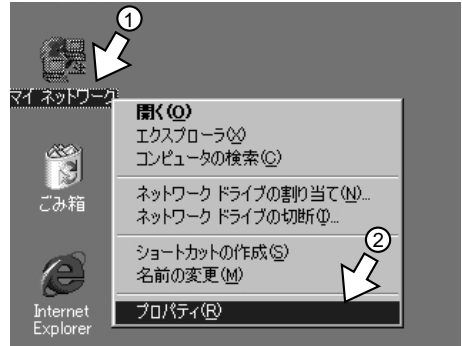 ①
マイ ネットワーク
開く(O)
エクスプローラ(X)
コンピュータの検索(C)
ネットワーク ドライブの割り当て(N)...
ネットワーク ドライブの切断(I)...
ショートカットの作成(S)
名前の変更(M)
②
プロパティ(R)
ごみ箱
Internet
Explorer